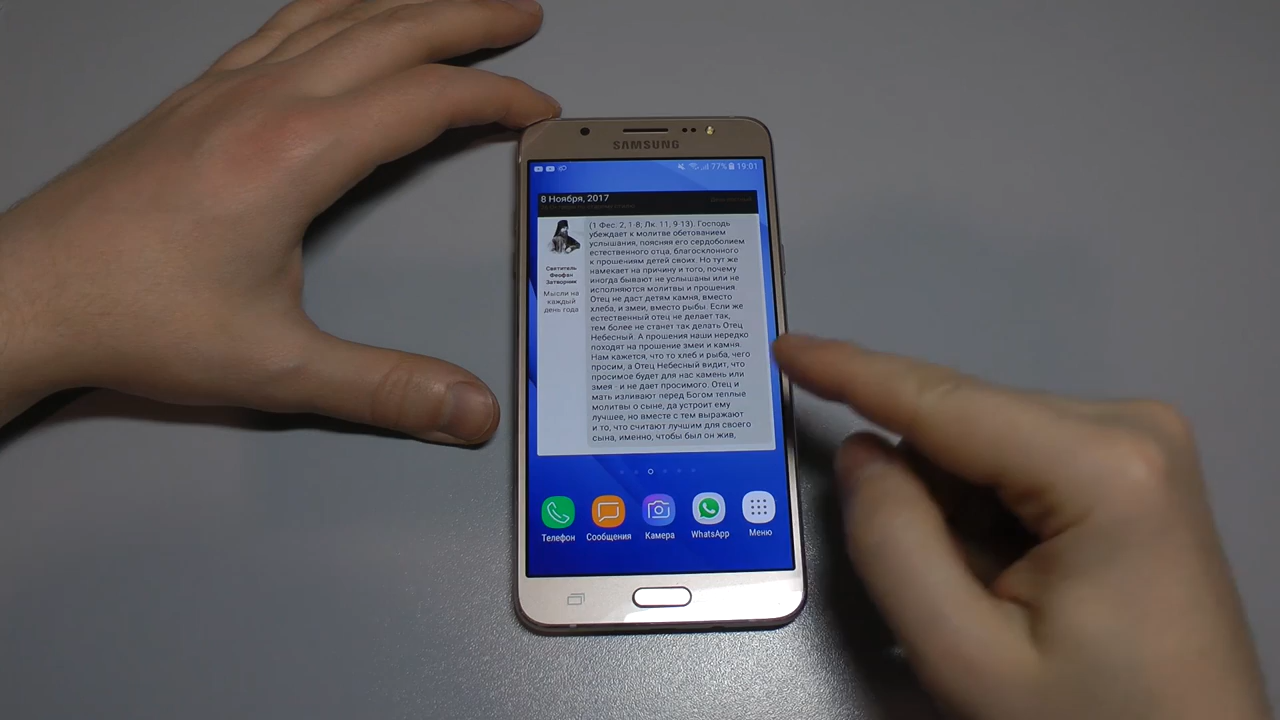 SAMSUNG
77% 19:01
8 Ноября, 2017
Святитель
Феофан
Затворник
Мысли на
каждый
день года
(1 Фес. 2, 1-8, Лк. 11, 9-13). Господь
убеждает к молитве обетованием
услышания, поясняя его сердоболием
естественного отца, благосклонного
к прошениям детей своих. Но тут же
намекает на причину и того, почему
иногда бывают не услышаны или не
исполняются молитвы и прошения.
Отец не даст детям камня, вместо
хлеба, и змеи, вместо рыбы. Если же
естественный отец не делает так,
тем более не станет так делать Отец
Небесный. А прошения наши нередко
походят на прошение змеи и камня.
Нам кажется, что то хлеб и рыба, чего
просим, а Отец Небесный видит, что
просимое будет для нас камень или
змея - и не дает просимого. Отец и
мать изливают перед Богом теплые
молитвы о сыне, да устроит ему
лучшее, но вместе с тем выражают
и то, что считают лучшим для своего
сына, именно, чтобы был он жив,
Телефон
Сообщения
Камера
WhatsApp
Меню